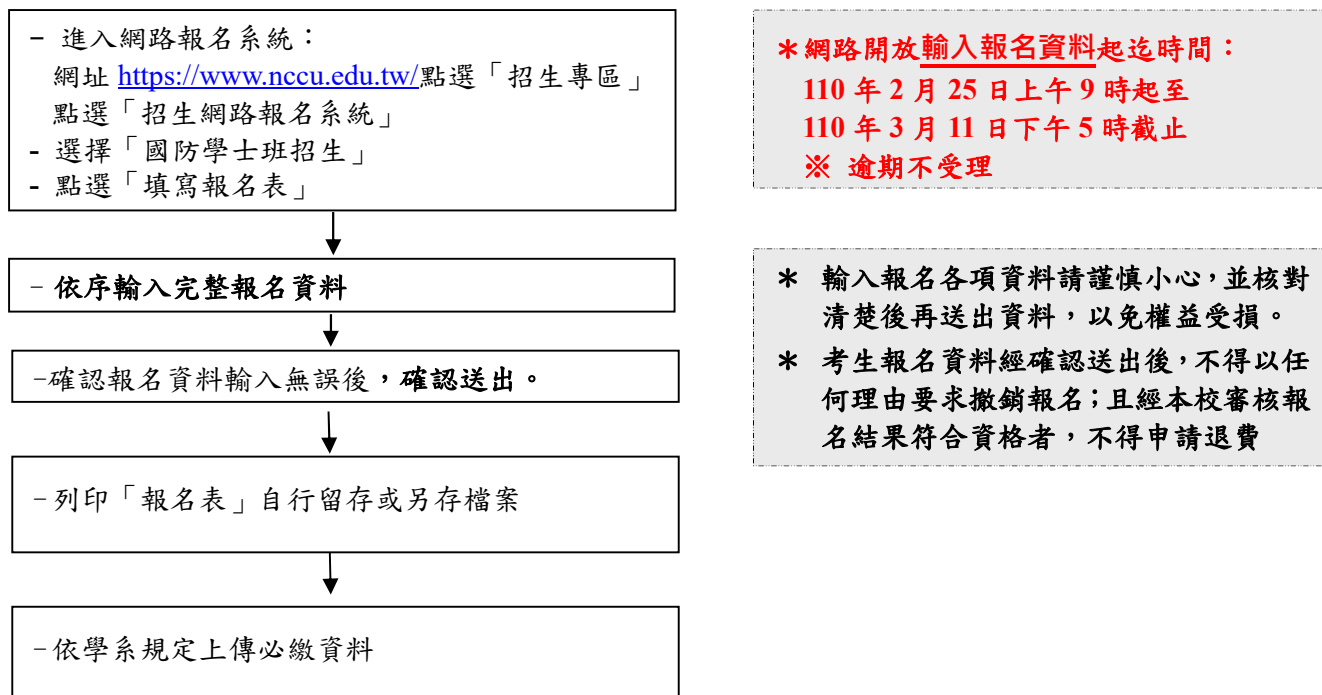 - 進入網路報名系統：
網址 https://www.nccu.edu.tw/點選「招生專區」
點選「招生網路報名系統」
- 選擇「國防學士班招生」
- 點選「填寫報名表」
- 依序輸入完整報名資料
-確認報名資料輸入無誤後，確認送出。
-列印「報名表」自行留存或另存檔案
-依學系規定上傳必繳資料
＊網路開放輸入報名資料起迄時間：
110 年 2 月 25 日上午 9 時起至
110 年 3 月 11 日下午 5 時截止
※ 逾期不受理
＊ 輸入報名各項資料請謹慎小心，並核對
清楚後再送出資料，以免權益受損。
＊ 考生報名資料經確認送出後，不得以任
何理由要求撤銷報名；且經本校審核報
名結果符合資格者，不得申請退費